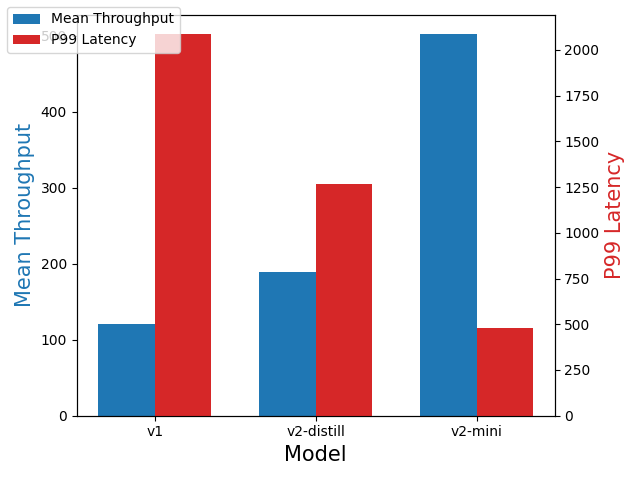 Mean Throughput
P99 Latency
500
400
300
200
100
0
Mean Throughput
2000
1750
1500
1250
1000
750
500
250
0
P99 Latency
v1
v2-distill
v2-mini
Model